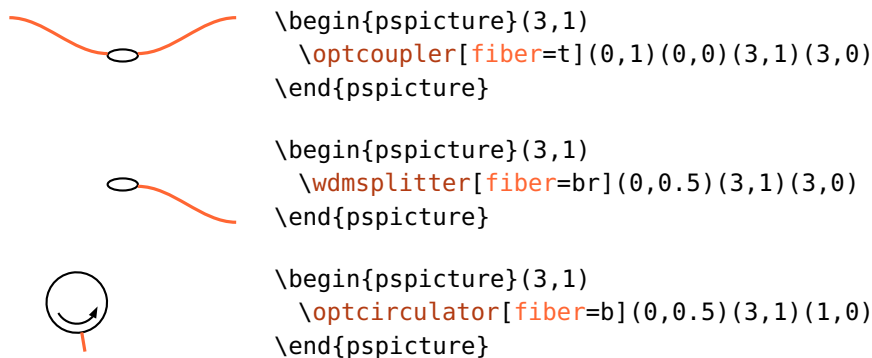 \begin{pspicture}(3,1)
  \optcoupler[fiber=t](0,1)(0,0)(3,1)(3,0)
\end{pspicture}
\begin{pspicture}(3,1)
  \wdmsplitter[fiber=br](0,0.5)(3,1)(3,0)
\end{pspicture}
\begin{pspicture}(3,1)
  \optcirculator[fiber=b](0,0.5)(3,1)(1,0)
\end{pspicture}